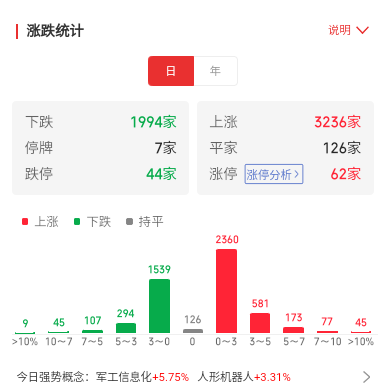 涨跌统计 说明
日 年
下跌 1994家 上涨 3236家
停牌 7家 平家 126家
跌停 44家 涨停 涨停分析 62家
上涨 下跌 持平
2360
1539
581
294
173
126
107
77
45
45
9
>10% 10～7 7～5 5～3 3～0 0 0～3 3～5 5～7 7～10 >10%
今日强势概念：军工信息化+5.75% 人形机器人+3.31%